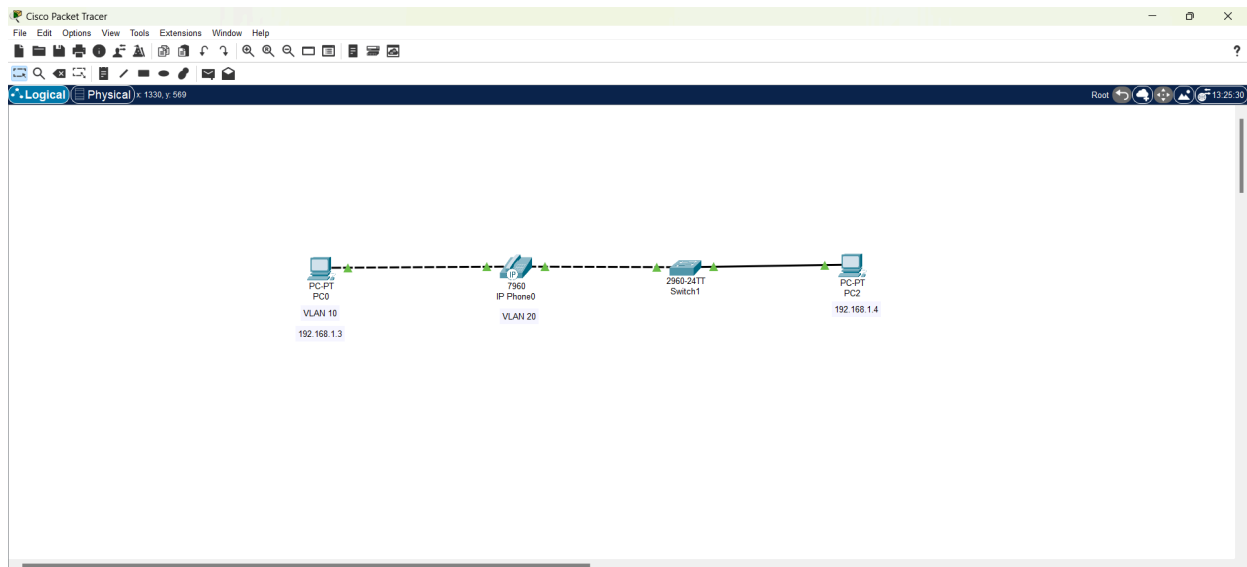 Cisco Packet Tracer
File Edit Options View Tools Extensions Window Help
?
Logical Physical x: 1330, y: 569 Root 13:25:30
PC-PT
PC0
VLAN 10
192.168.1.3
IP
7960
IP Phone0
VLAN 20
2960-24TT
Switch1
PC-PT
PC2
192.168.1.4